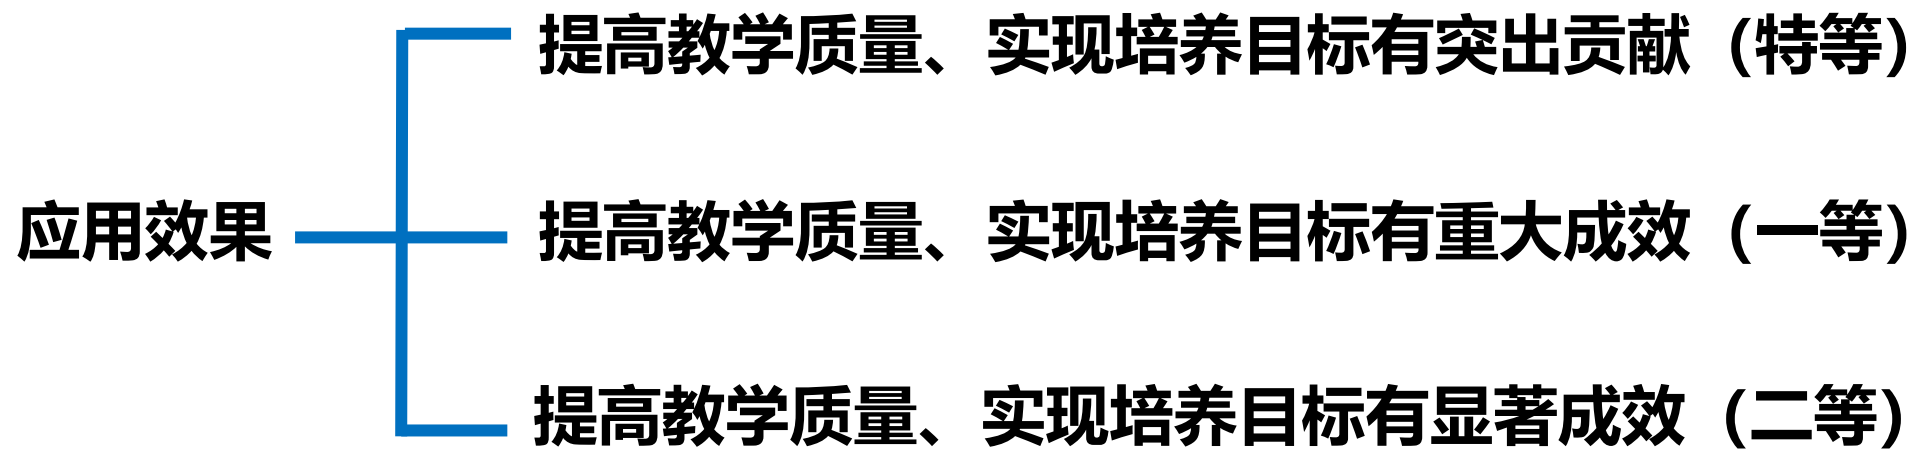 应用效果
提高教学质量、实现培养目标有突出贡献（特等）
提高教学质量、实现培养目标有重大成效（一等）
提高教学质量、实现培养目标有显著成效（二等）